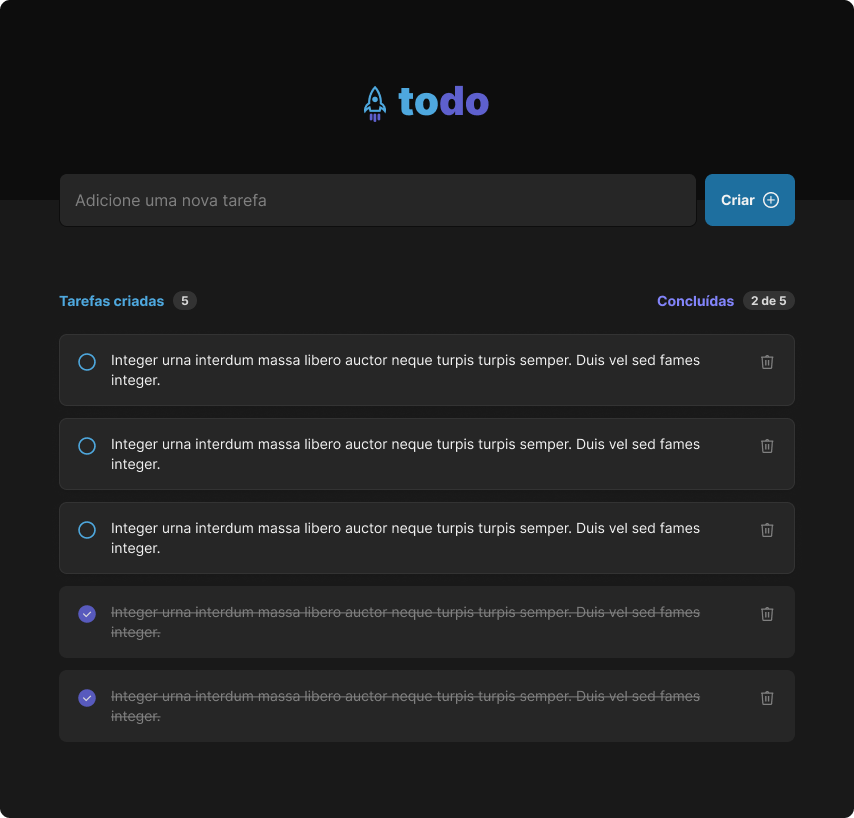 todo
Adicione uma nova tarefa
Criar
Tarefas criadas 5
Concluídas 2 de 5
Integer urna interdum massa libero auctor neque turpis turpis semper. Duis vel sed fames
integer.
Integer urna interdum massa libero auctor neque turpis turpis semper. Duis vel sed fames
integer.
Integer urna interdum massa libero auctor neque turpis turpis semper. Duis vel sed fames
integer.
Integer urna interdum massa libero auctor neque turpis turpis semper. Duis vel sed fames
integer.
Integer urna interdum massa libero auctor neque turpis turpis semper. Duis vel sed fames
integer.